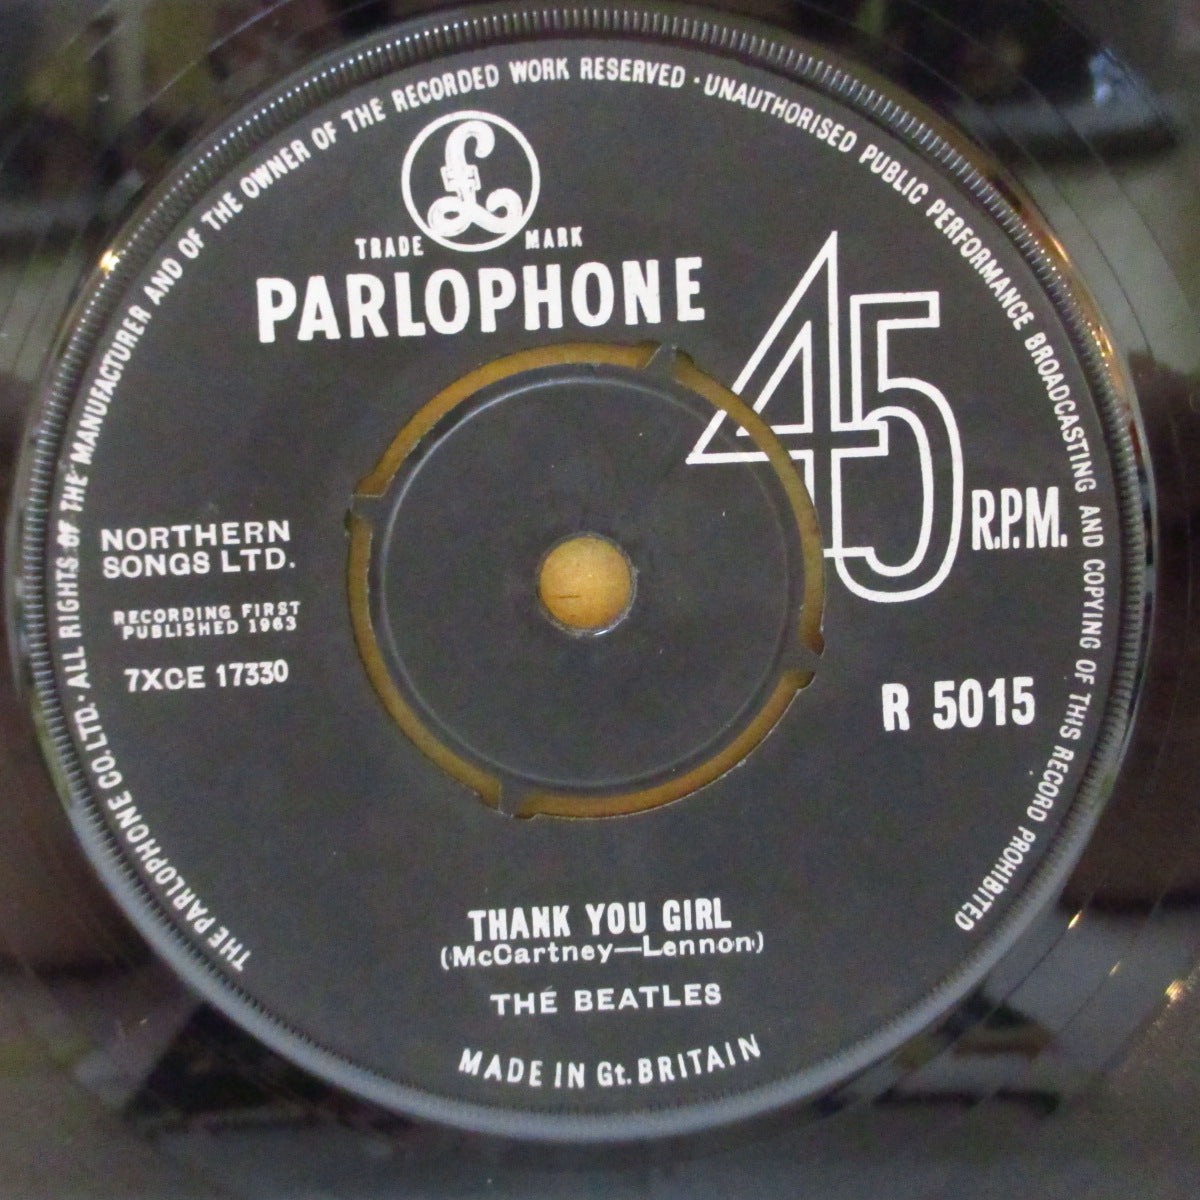 THE PARLOPHONE CO. LTD. · ALL RIGHTS OF THE MANUFACTURER AND OF THE OWNER OF THE RECORDED WORK RESERVED · UNAUTHORISED PUBLIC PERFORMANCE BROADCASTING AND COPYING OF THIS RECORD PROHIBITED
£
TRADE MARK
PARLOPHONE
45 R.P.M.
NORTHERN
SONGS LTD.
RECORDING FIRST
PUBLISHED 1963
7XCE 17330
R 5015
THANK YOU GIRL
(McCartney—Lennon)
THE BEATLES
MADE IN Gt. BRITAIN